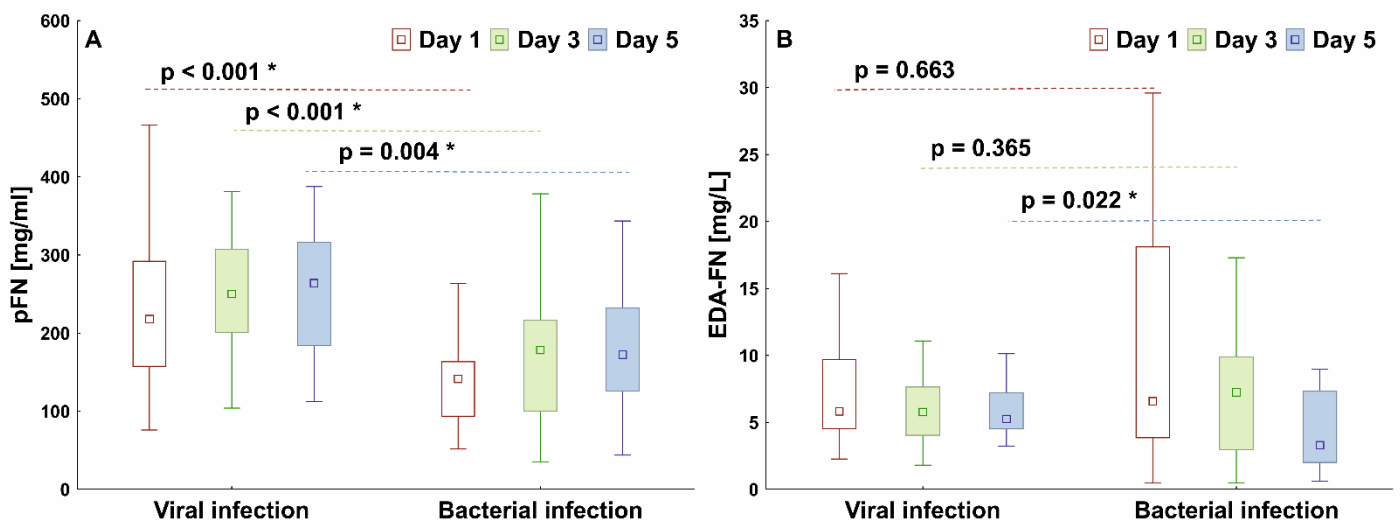 A
Day 1 Day 3 Day 5
p < 0.001 *
p < 0.001 *
p = 0.004 *
pFN [mg/ml]
600
500
400
300
200
100
0
Viral infection Bacterial infection
B
Day 1 Day 3 Day 5
p = 0.663
p = 0.365
p = 0.022 *
EDA-FN [mg/L]
35
30
25
20
15
10
5
0
Viral infection Bacterial infection